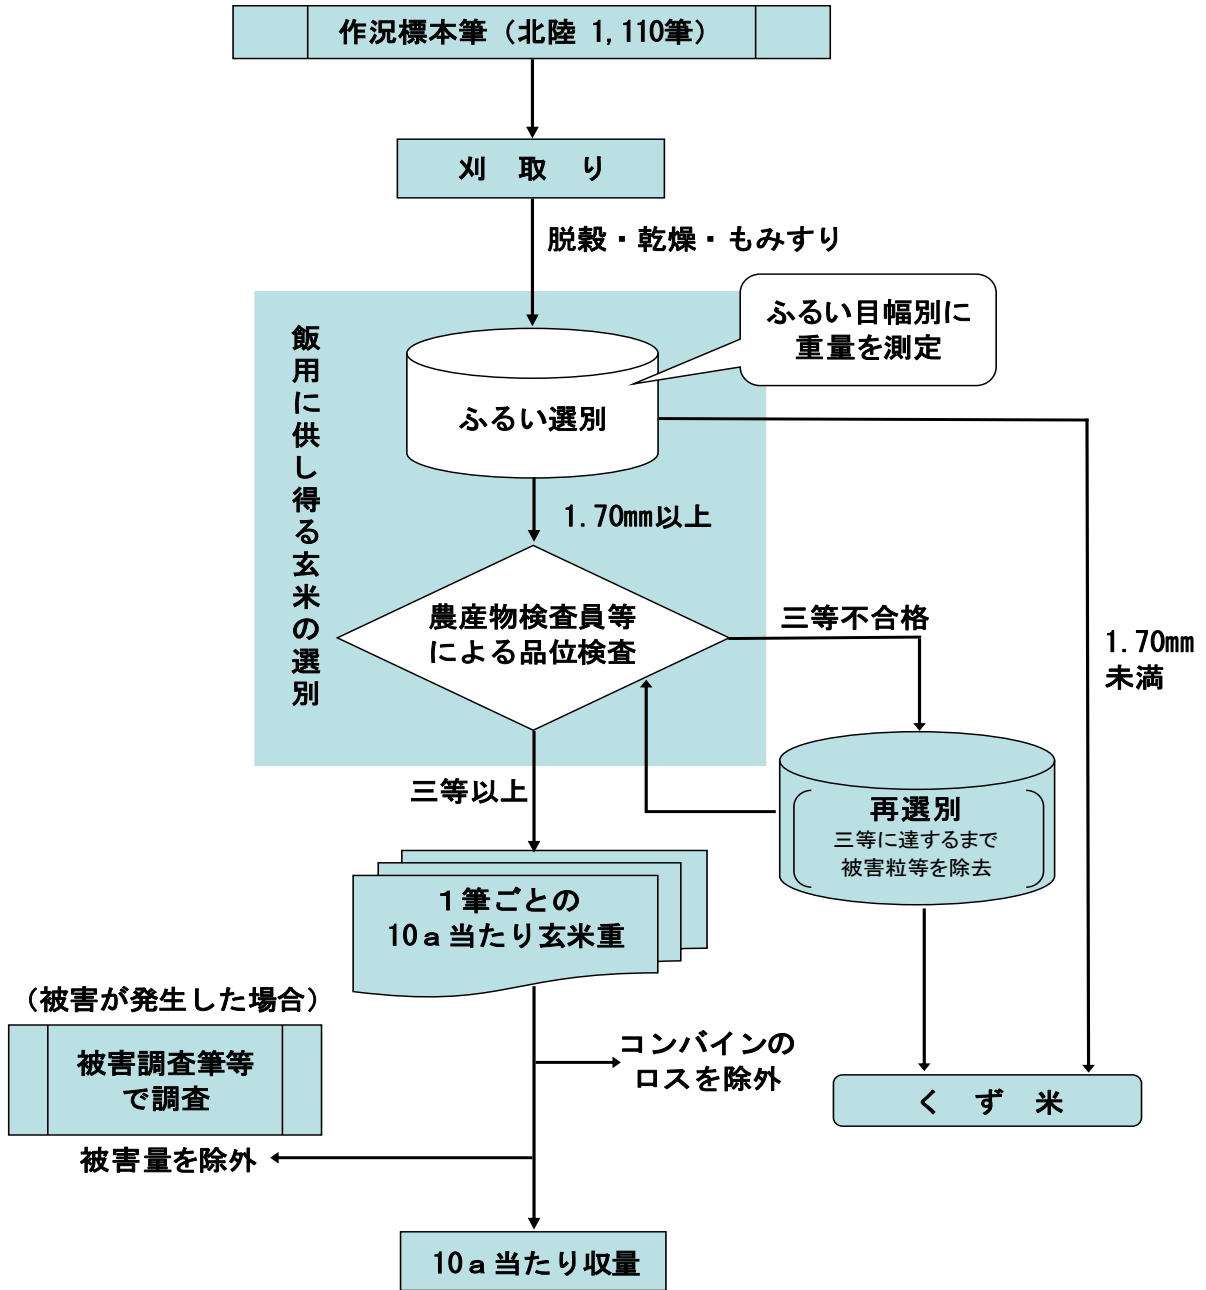 作況標本筆（北陸 1,110筆）
刈　取　り
脱穀・乾燥・もみすり
ふるい目幅別に
重量を測定
飯用に供し得る玄米の選別
ふるい選別
1.70mm以上
農産物検査員等
による品位検査
三等不合格
1.70mm
未満
三等以上
再選別
三等に達するまで
被害粒等を除去
１筆ごとの
10a当たり玄米重
（被害が発生した場合）
被害調査筆等
で調査
コンバインの
ロスを除外
く　ず　米
被害量を除外
10a当たり収量